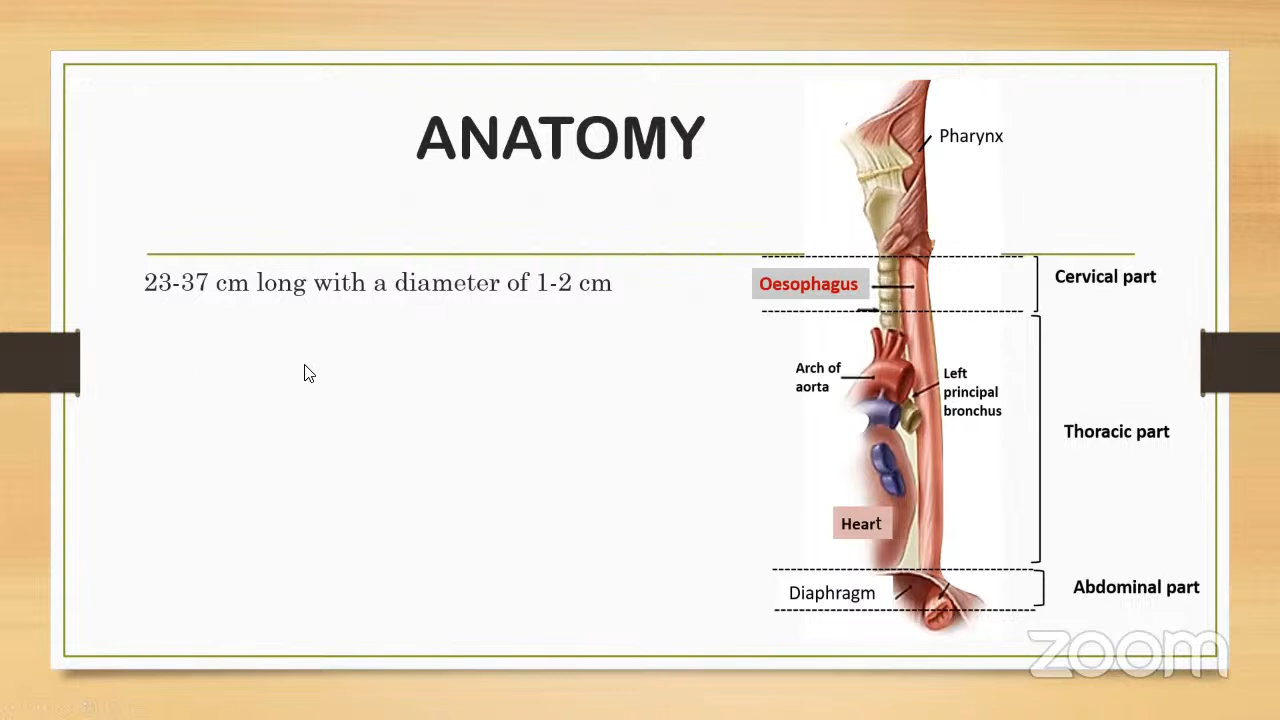 ANATOMY
23-37 cm long with a diameter of 1-2 cm
Pharynx
Oesophagus
Cervical part
Arch of
aorta
Left
principal
bronchus
Thoracic part
Heart
Diaphragm
Abdominal part
zoom